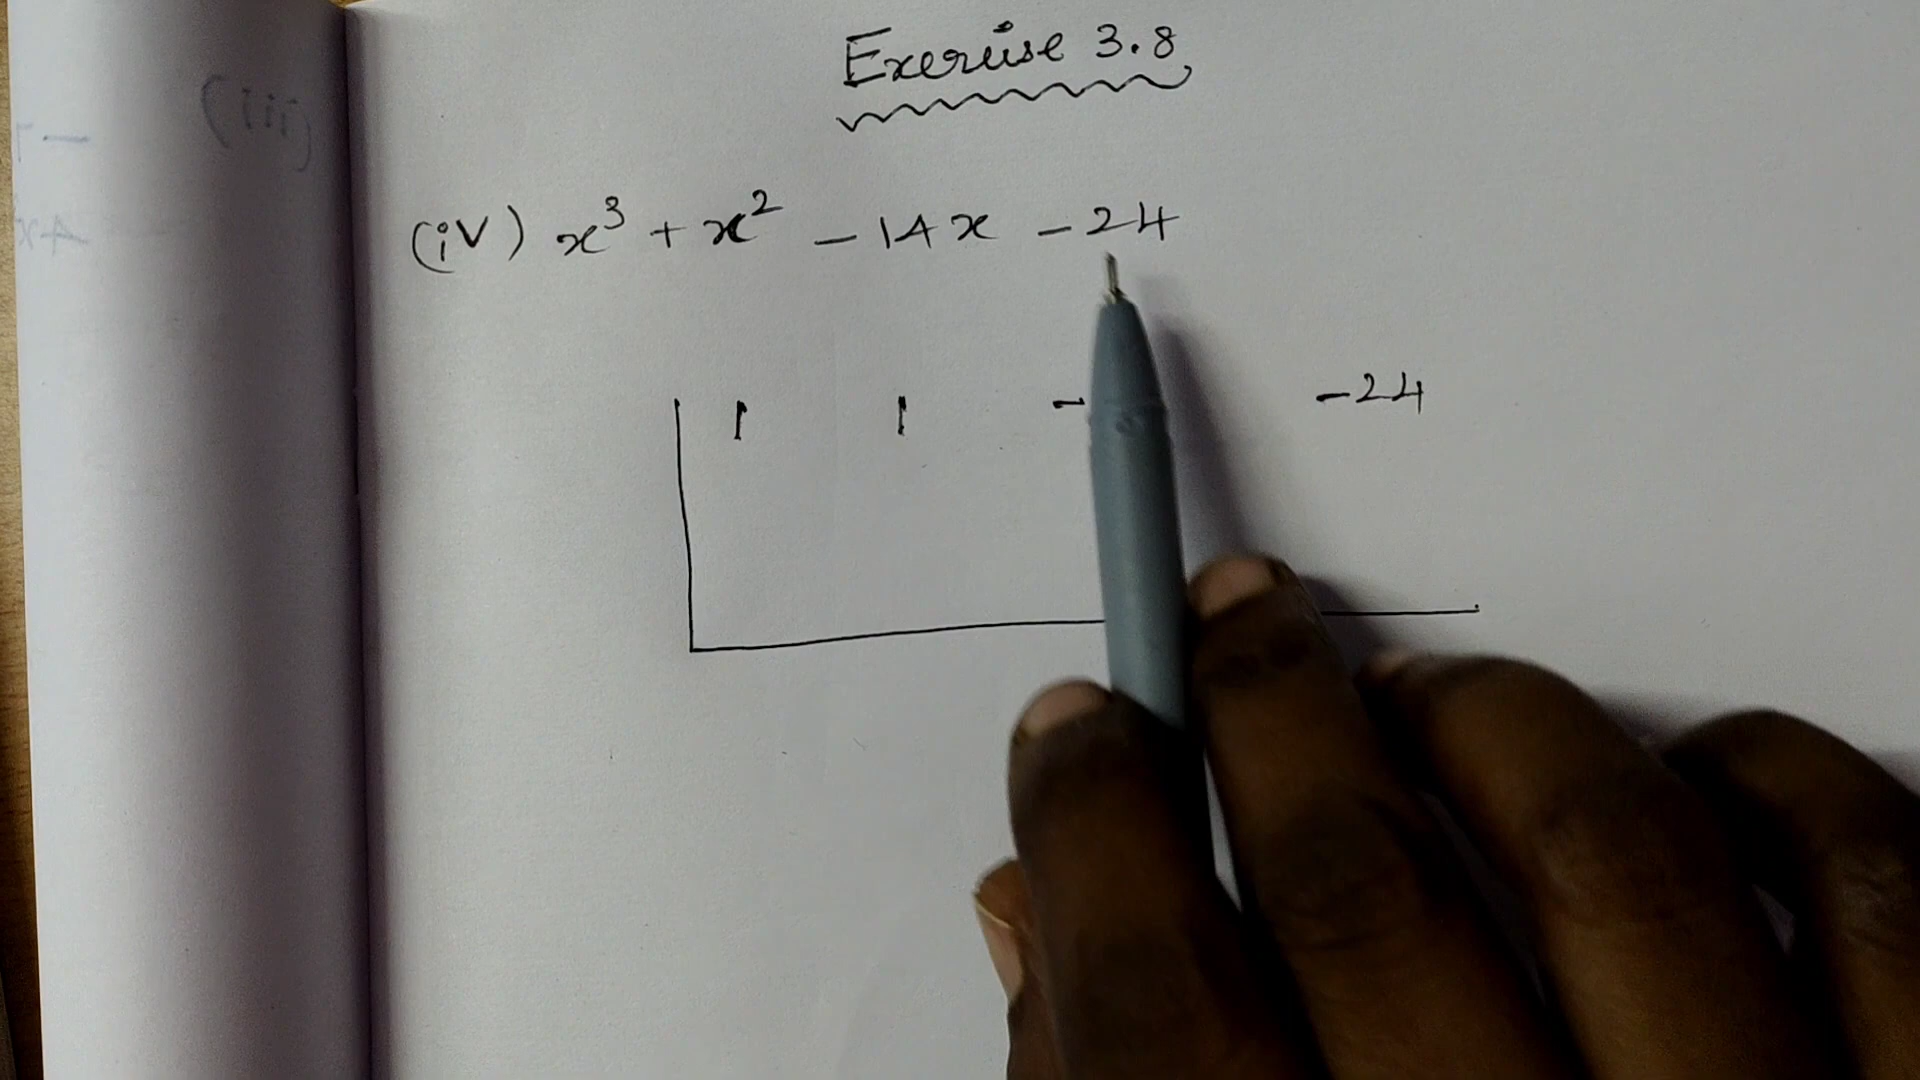 Exercise 3.8
(iv) x³ + x² - 14x - 24
1 1 - -24